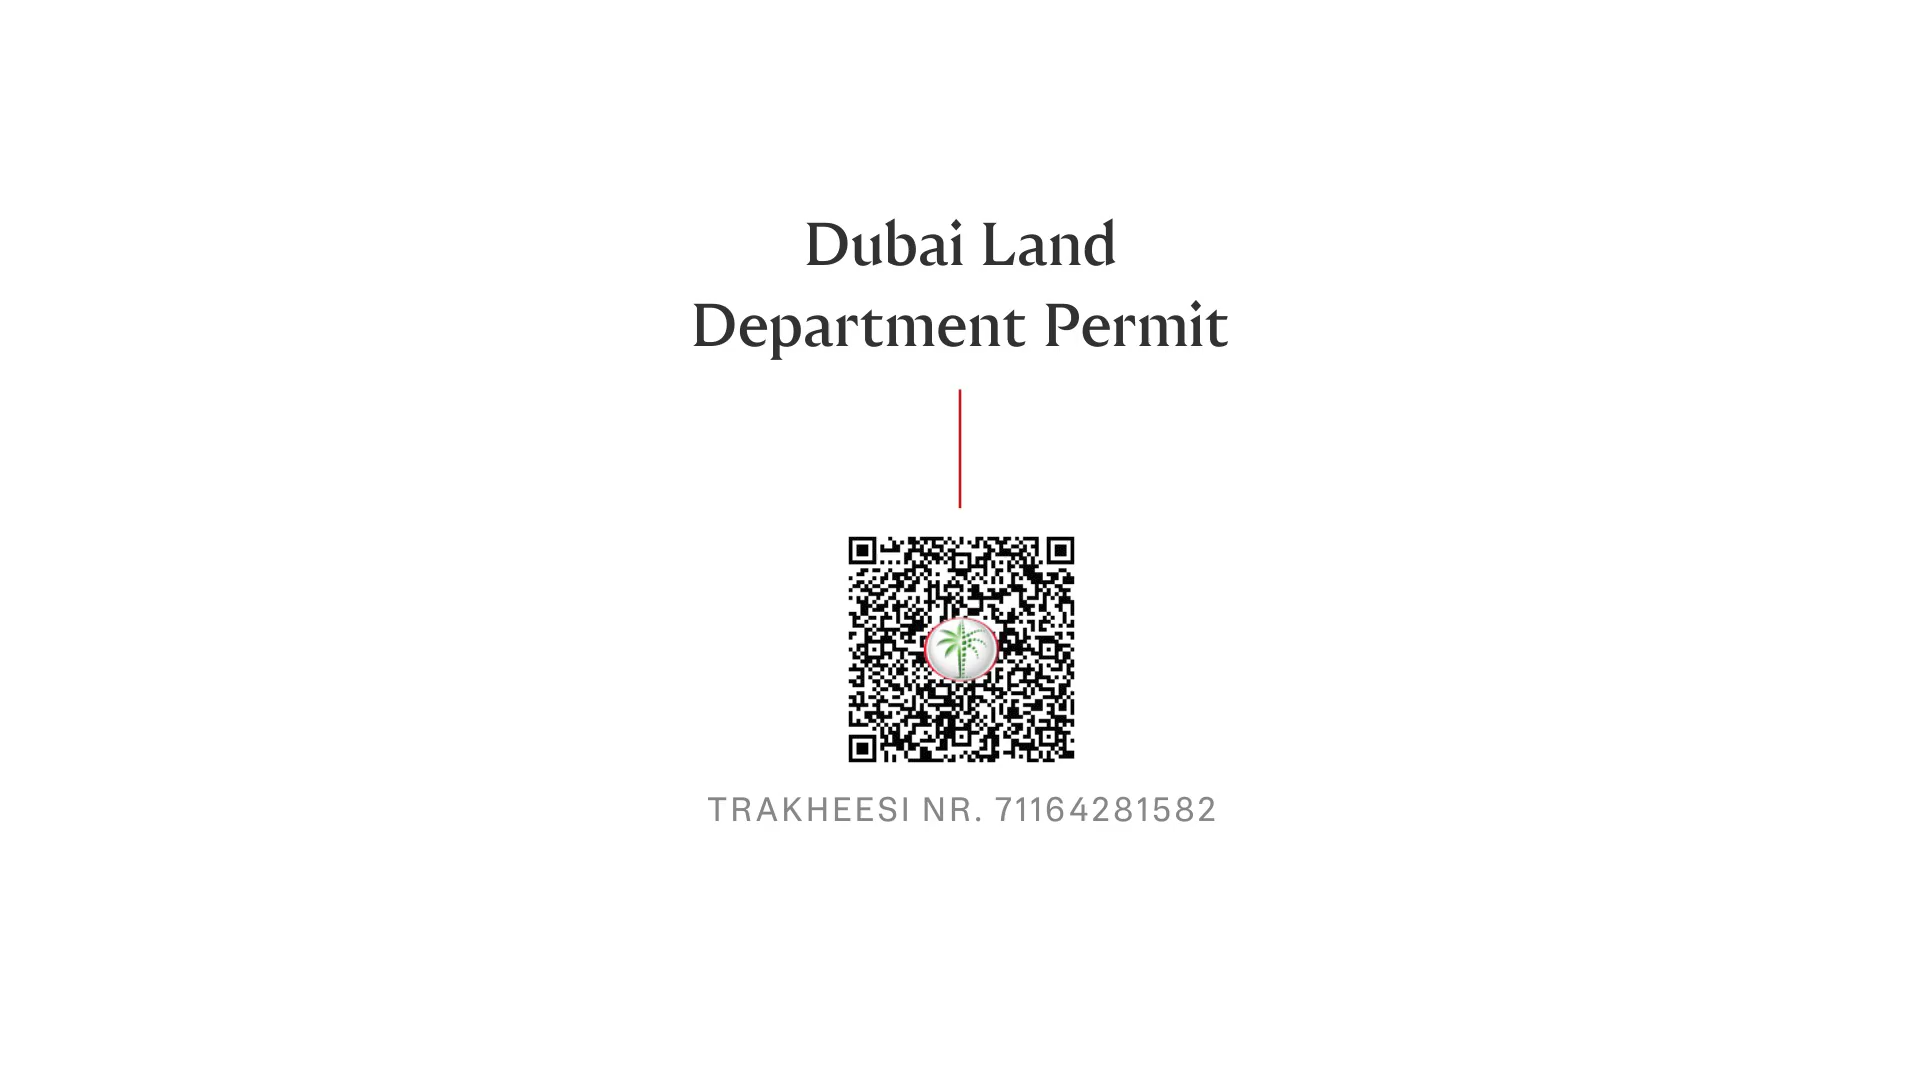 Dubai Land
Department Permit
TRAKHEESI NR. 71164281582